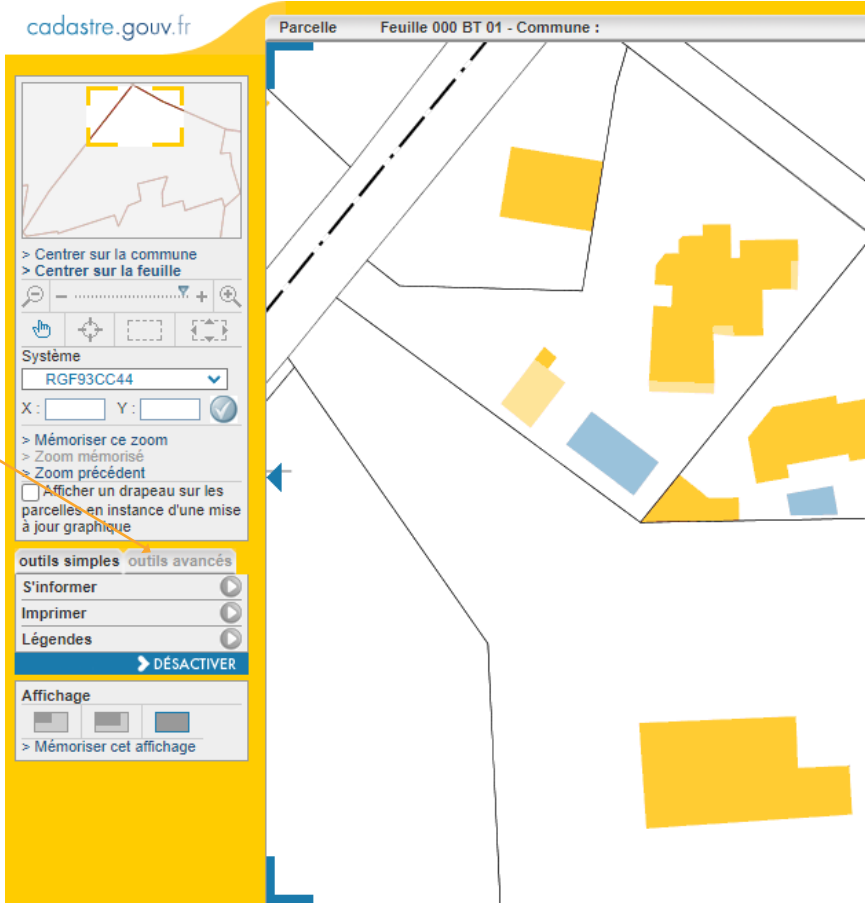 cadastre.gouv.fr
Parcelle Feuille 000 BT 01 - Commune :
> Centrer sur la commune
> Centrer sur la feuille
Système
RGF93CC44
X : Y :
> Mémoriser ce zoom
> Zoom mémorisé
> Zoom précédent
Afficher un drapeau sur les
parcelles en instance d'une mise
à jour graphique
outils simples outils avancés
S'informer
Imprimer
Légendes
DÉSACTIVER
Affichage
> Mémoriser cet affichage